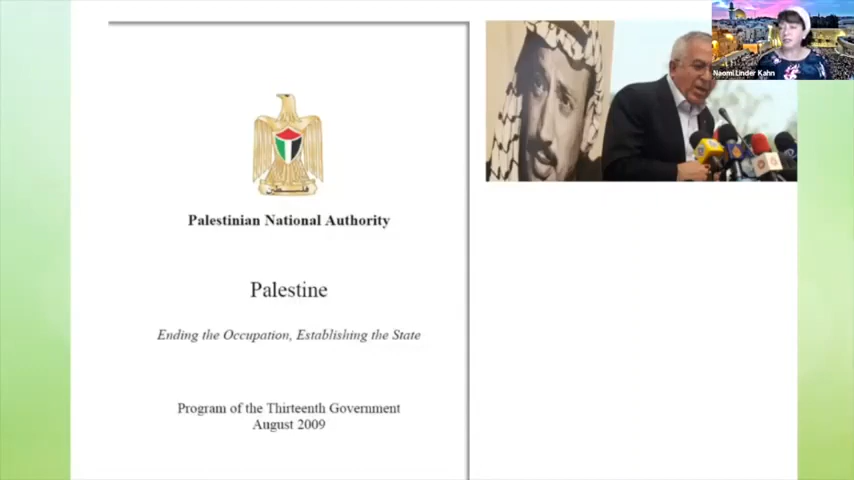 Naomi Linder Kahn
Palestinian National Authority
Palestine
Ending the Occupation, Establishing the State
Program of the Thirteenth Government
August 2009